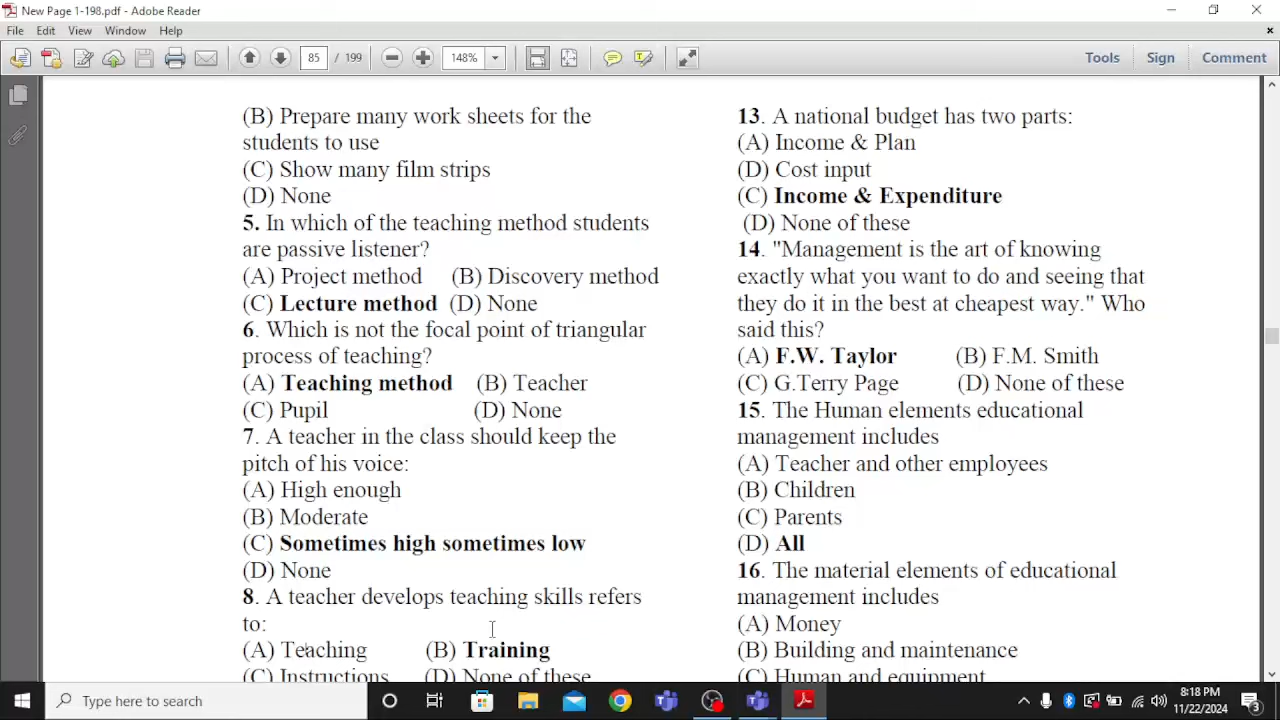 New Page 1-198.pdf - Adobe Reader
File Edit View Window Help
85 / 199 148% Tools Sign Comment
(B) Prepare many work sheets for the
students to use
(C) Show many film strips
(D) None
5. In which of the teaching method students
are passive listener?
(A) Project method (B) Discovery method
(C) Lecture method (D) None
6. Which is not the focal point of triangular
process of teaching?
(A) Teaching method (B) Teacher
(C) Pupil (D) None
7. A teacher in the class should keep the
pitch of his voice:
(A) High enough
(B) Moderate
(C) Sometimes high sometimes low
(D) None
8. A teacher develops teaching skills refers
to:
(A) Teaching (B) Training
(C) Instructions (D) None of these
13. A national budget has two parts:
(A) Income & Plan
(D) Cost input
(C) Income & Expenditure
(D) None of these
14. "Management is the art of knowing
exactly what you want to do and seeing that
they do it in the best at cheapest way." Who
said this?
(A) F.W. Taylor (B) F.M. Smith
(C) G.Terry Page (D) None of these
15. The Human elements educational
management includes
(A) Teacher and other employees
(B) Children
(C) Parents
(D) All
16. The material elements of educational
management includes
(A) Money
(B) Building and maintenance
(C) Human and equipment
Type here to search
8:18 PM
11/22/2024
3